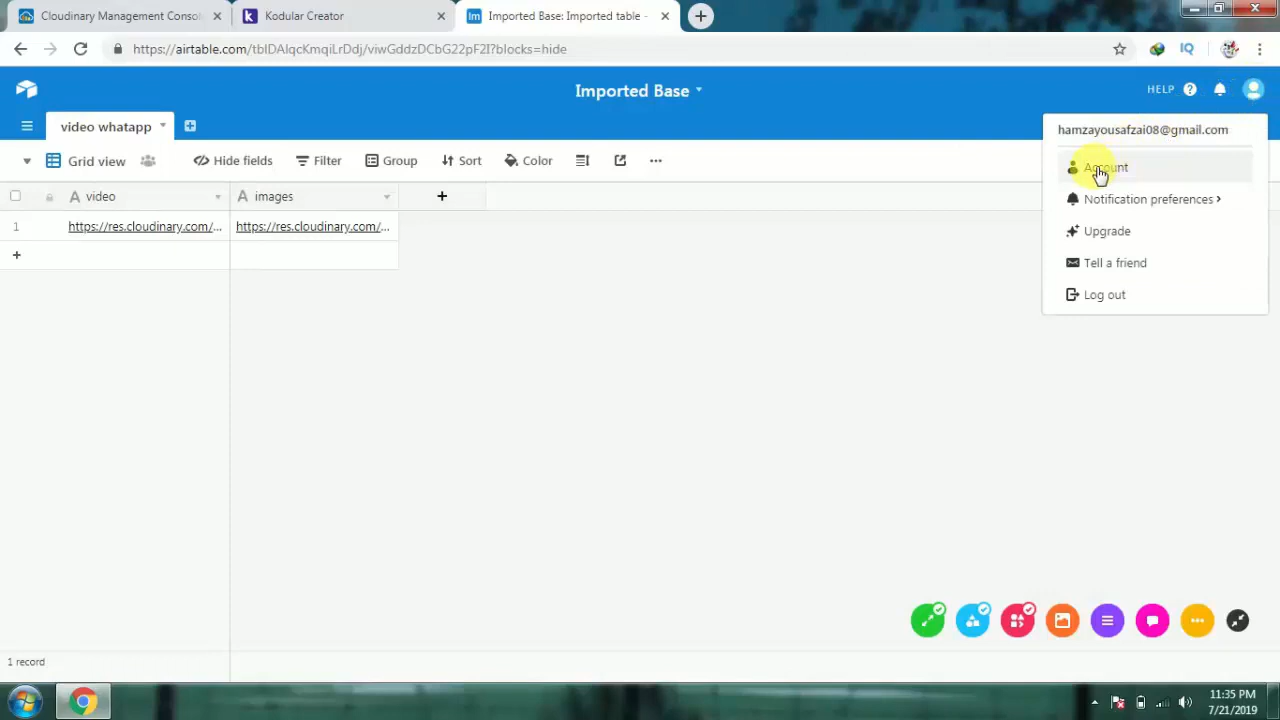 Cloudinary Management Conso
Kodular Creator
Imported Base: Imported table -
https://airtable.com/tblDAlqcKmqiLrDdj/viwGddzDCbG22pF2I?blocks=hide
IQ
Imported Base
HELP
video whatapp
hamzayousafzai08@gmail.com
Grid view
Hide fields
Filter
Group
Sort
Color
Account
Notification preferences
Upgrade
Tell a friend
Log out
A video
A images
1 https://res.cloudinary.com/... https://res.cloudinary.com/...
1 record
11:35 PM
7/21/2019